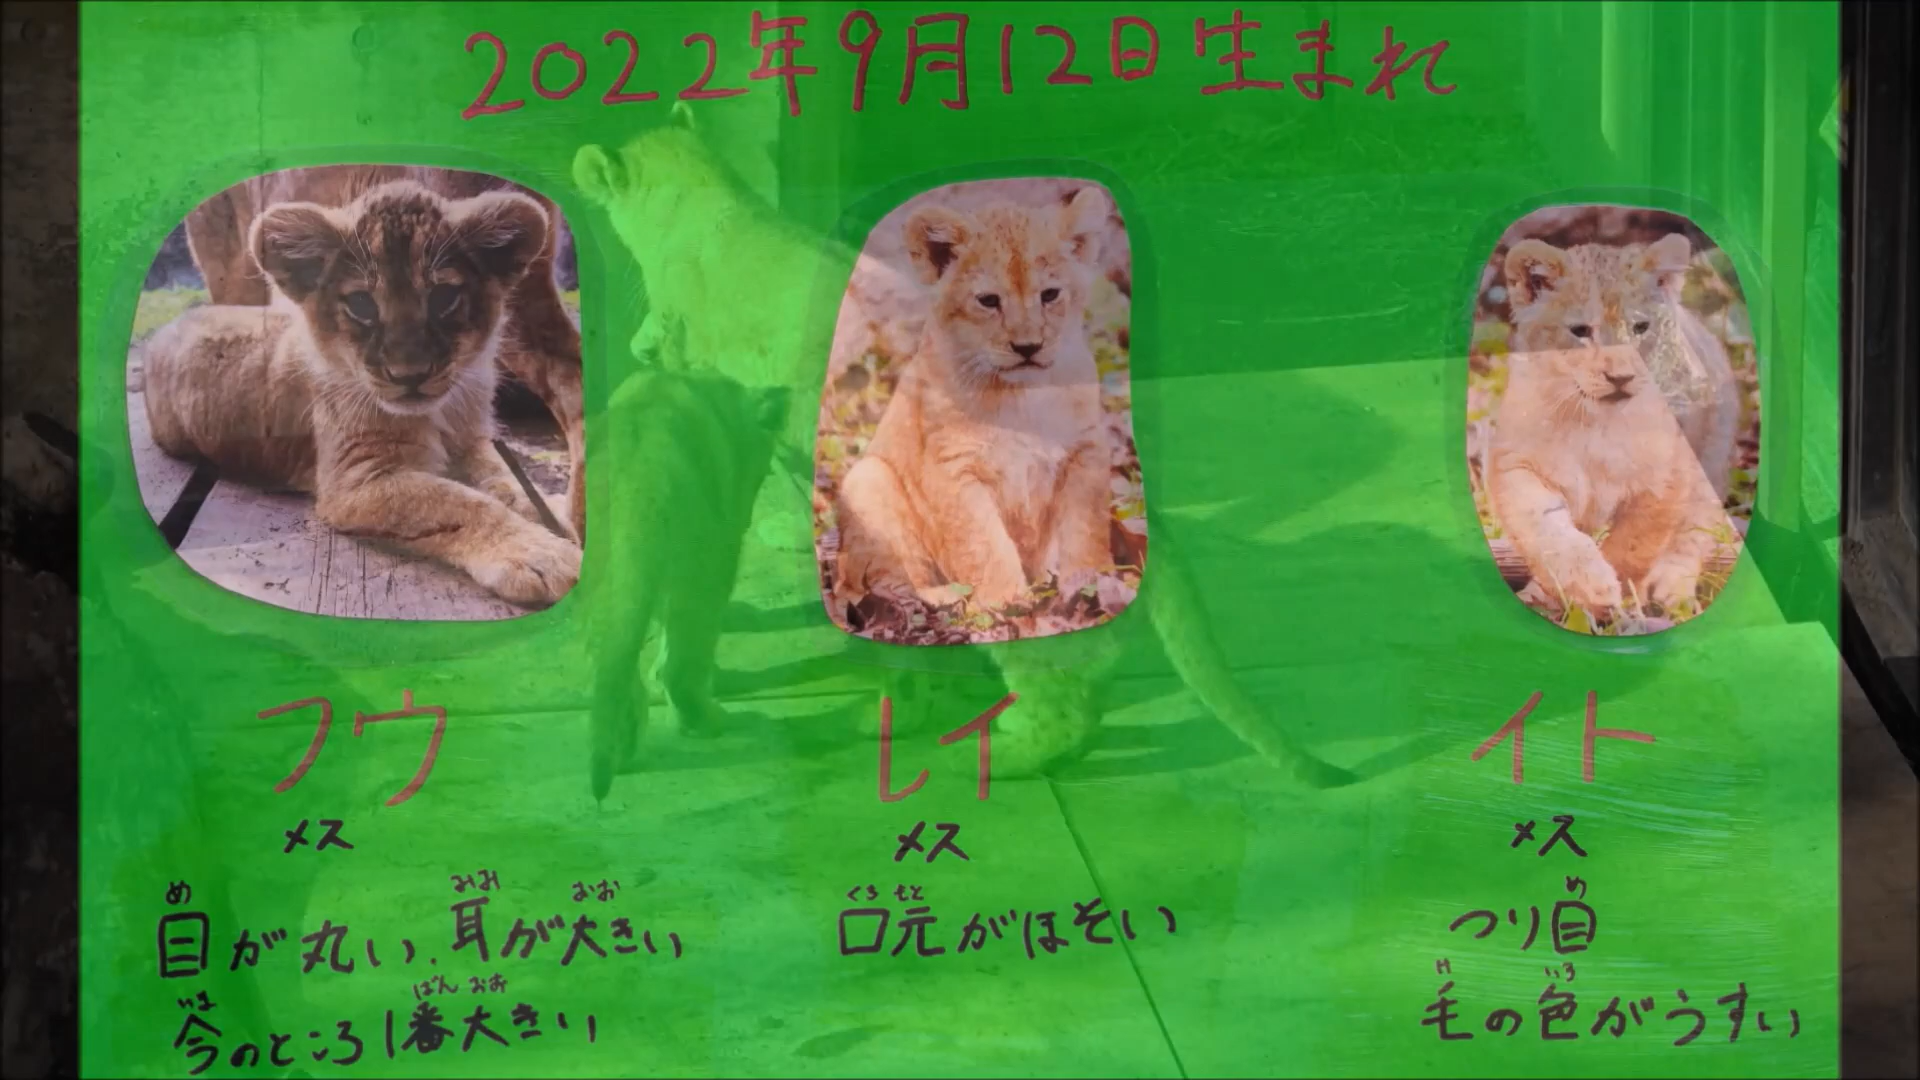 2022年9月12日生まれ
フウ
メス
め みみ おお
目が丸い、耳が大きい
いま ばん おお
今のところ1番大きい
レイ
メス
くち もと
口元がほそい
イト
メス
め
つり目
け いろ
毛の色がうすい